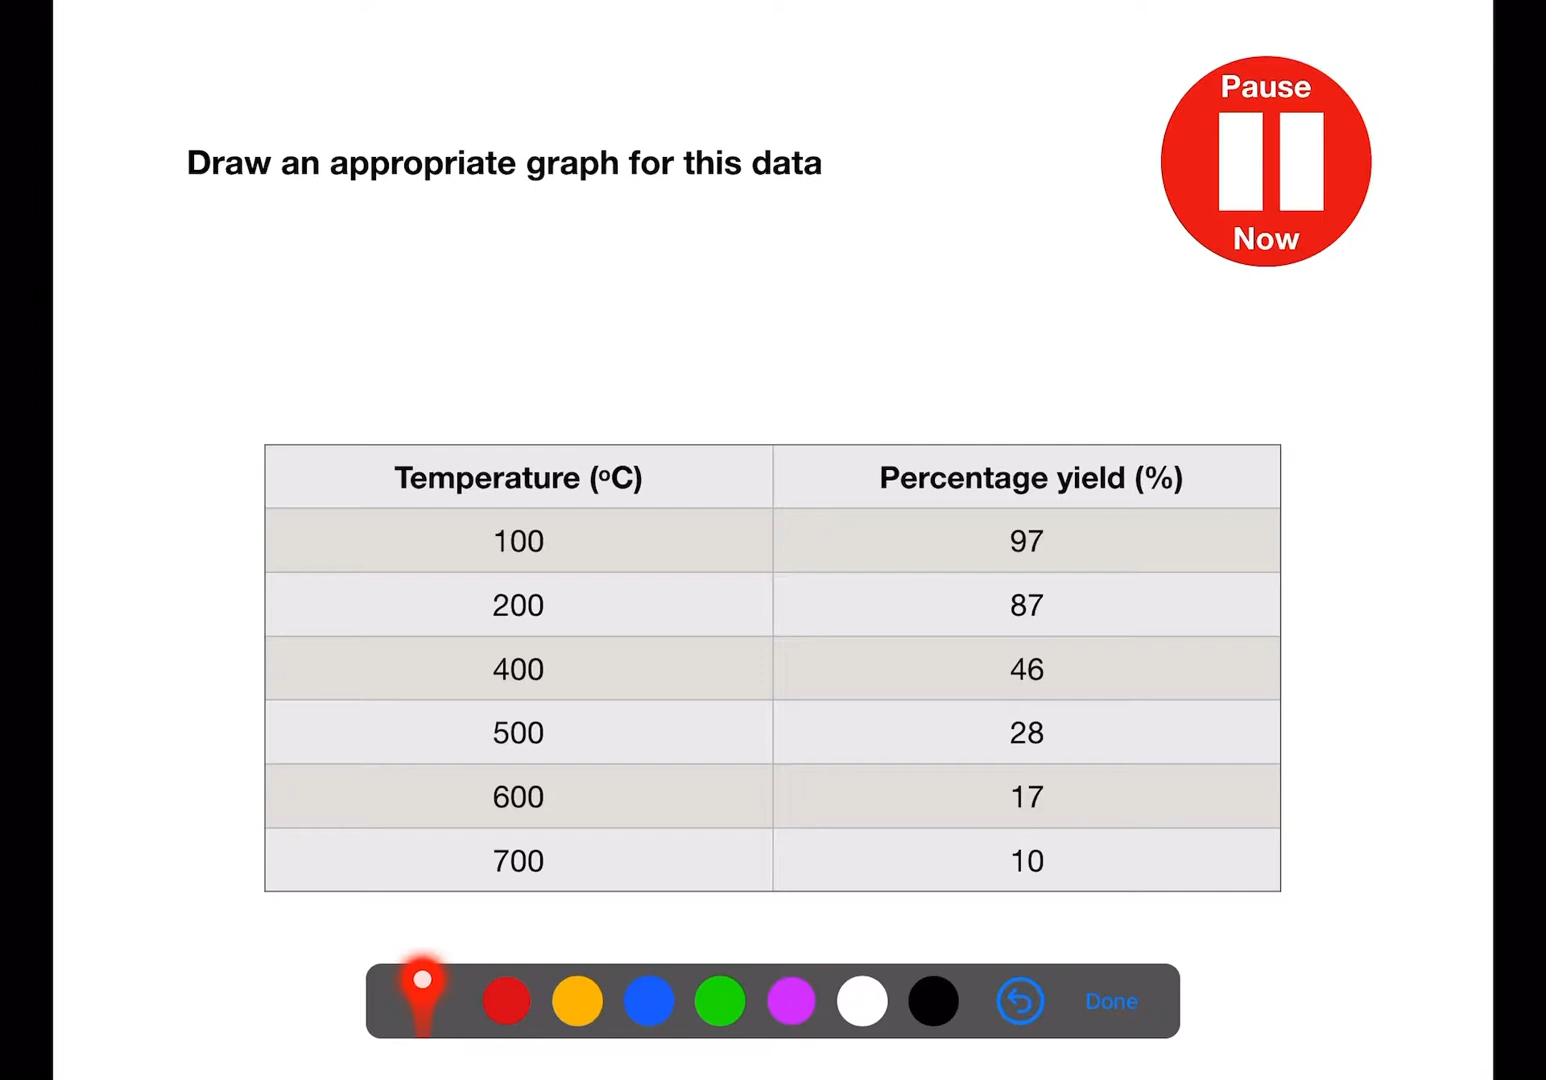 Pause
Draw an appropriate graph for this data
Now
Temperature (ºC) Percentage yield (%)
100 97
200 87
400 46
500 28
600 17
700 10
Done